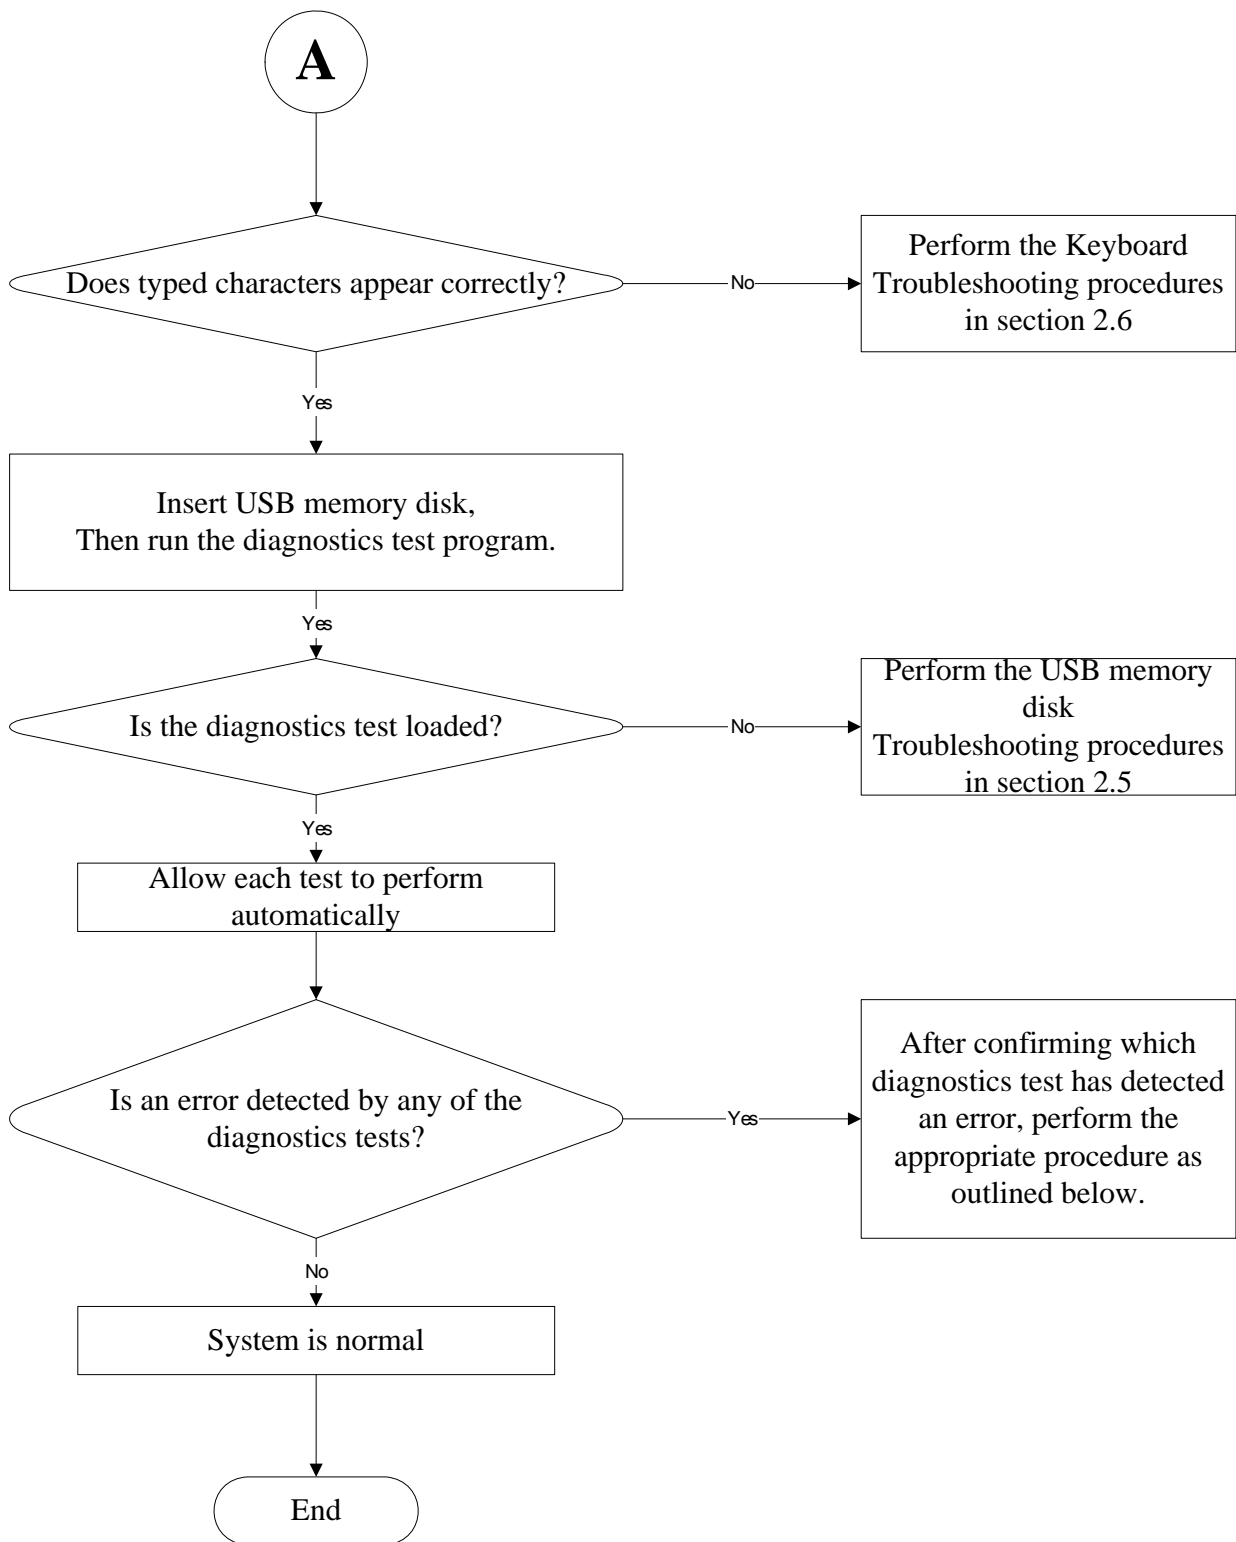 A
Does typed characters appear correctly?
No
Perform the Keyboard
Troubleshooting procedures
in section 2.6
Yes
Insert USB memory disk,
Then run the diagnostics test program.
Yes
Is the diagnostics test loaded?
No
Perform the USB memory
disk
Troubleshooting procedures
in section 2.5
Yes
Allow each test to perform
automatically
Is an error detected by any of the
diagnostics tests?
Yes
After confirming which
diagnostics test has detected
an error, perform the
appropriate procedure as
outlined below.
No
System is normal
End